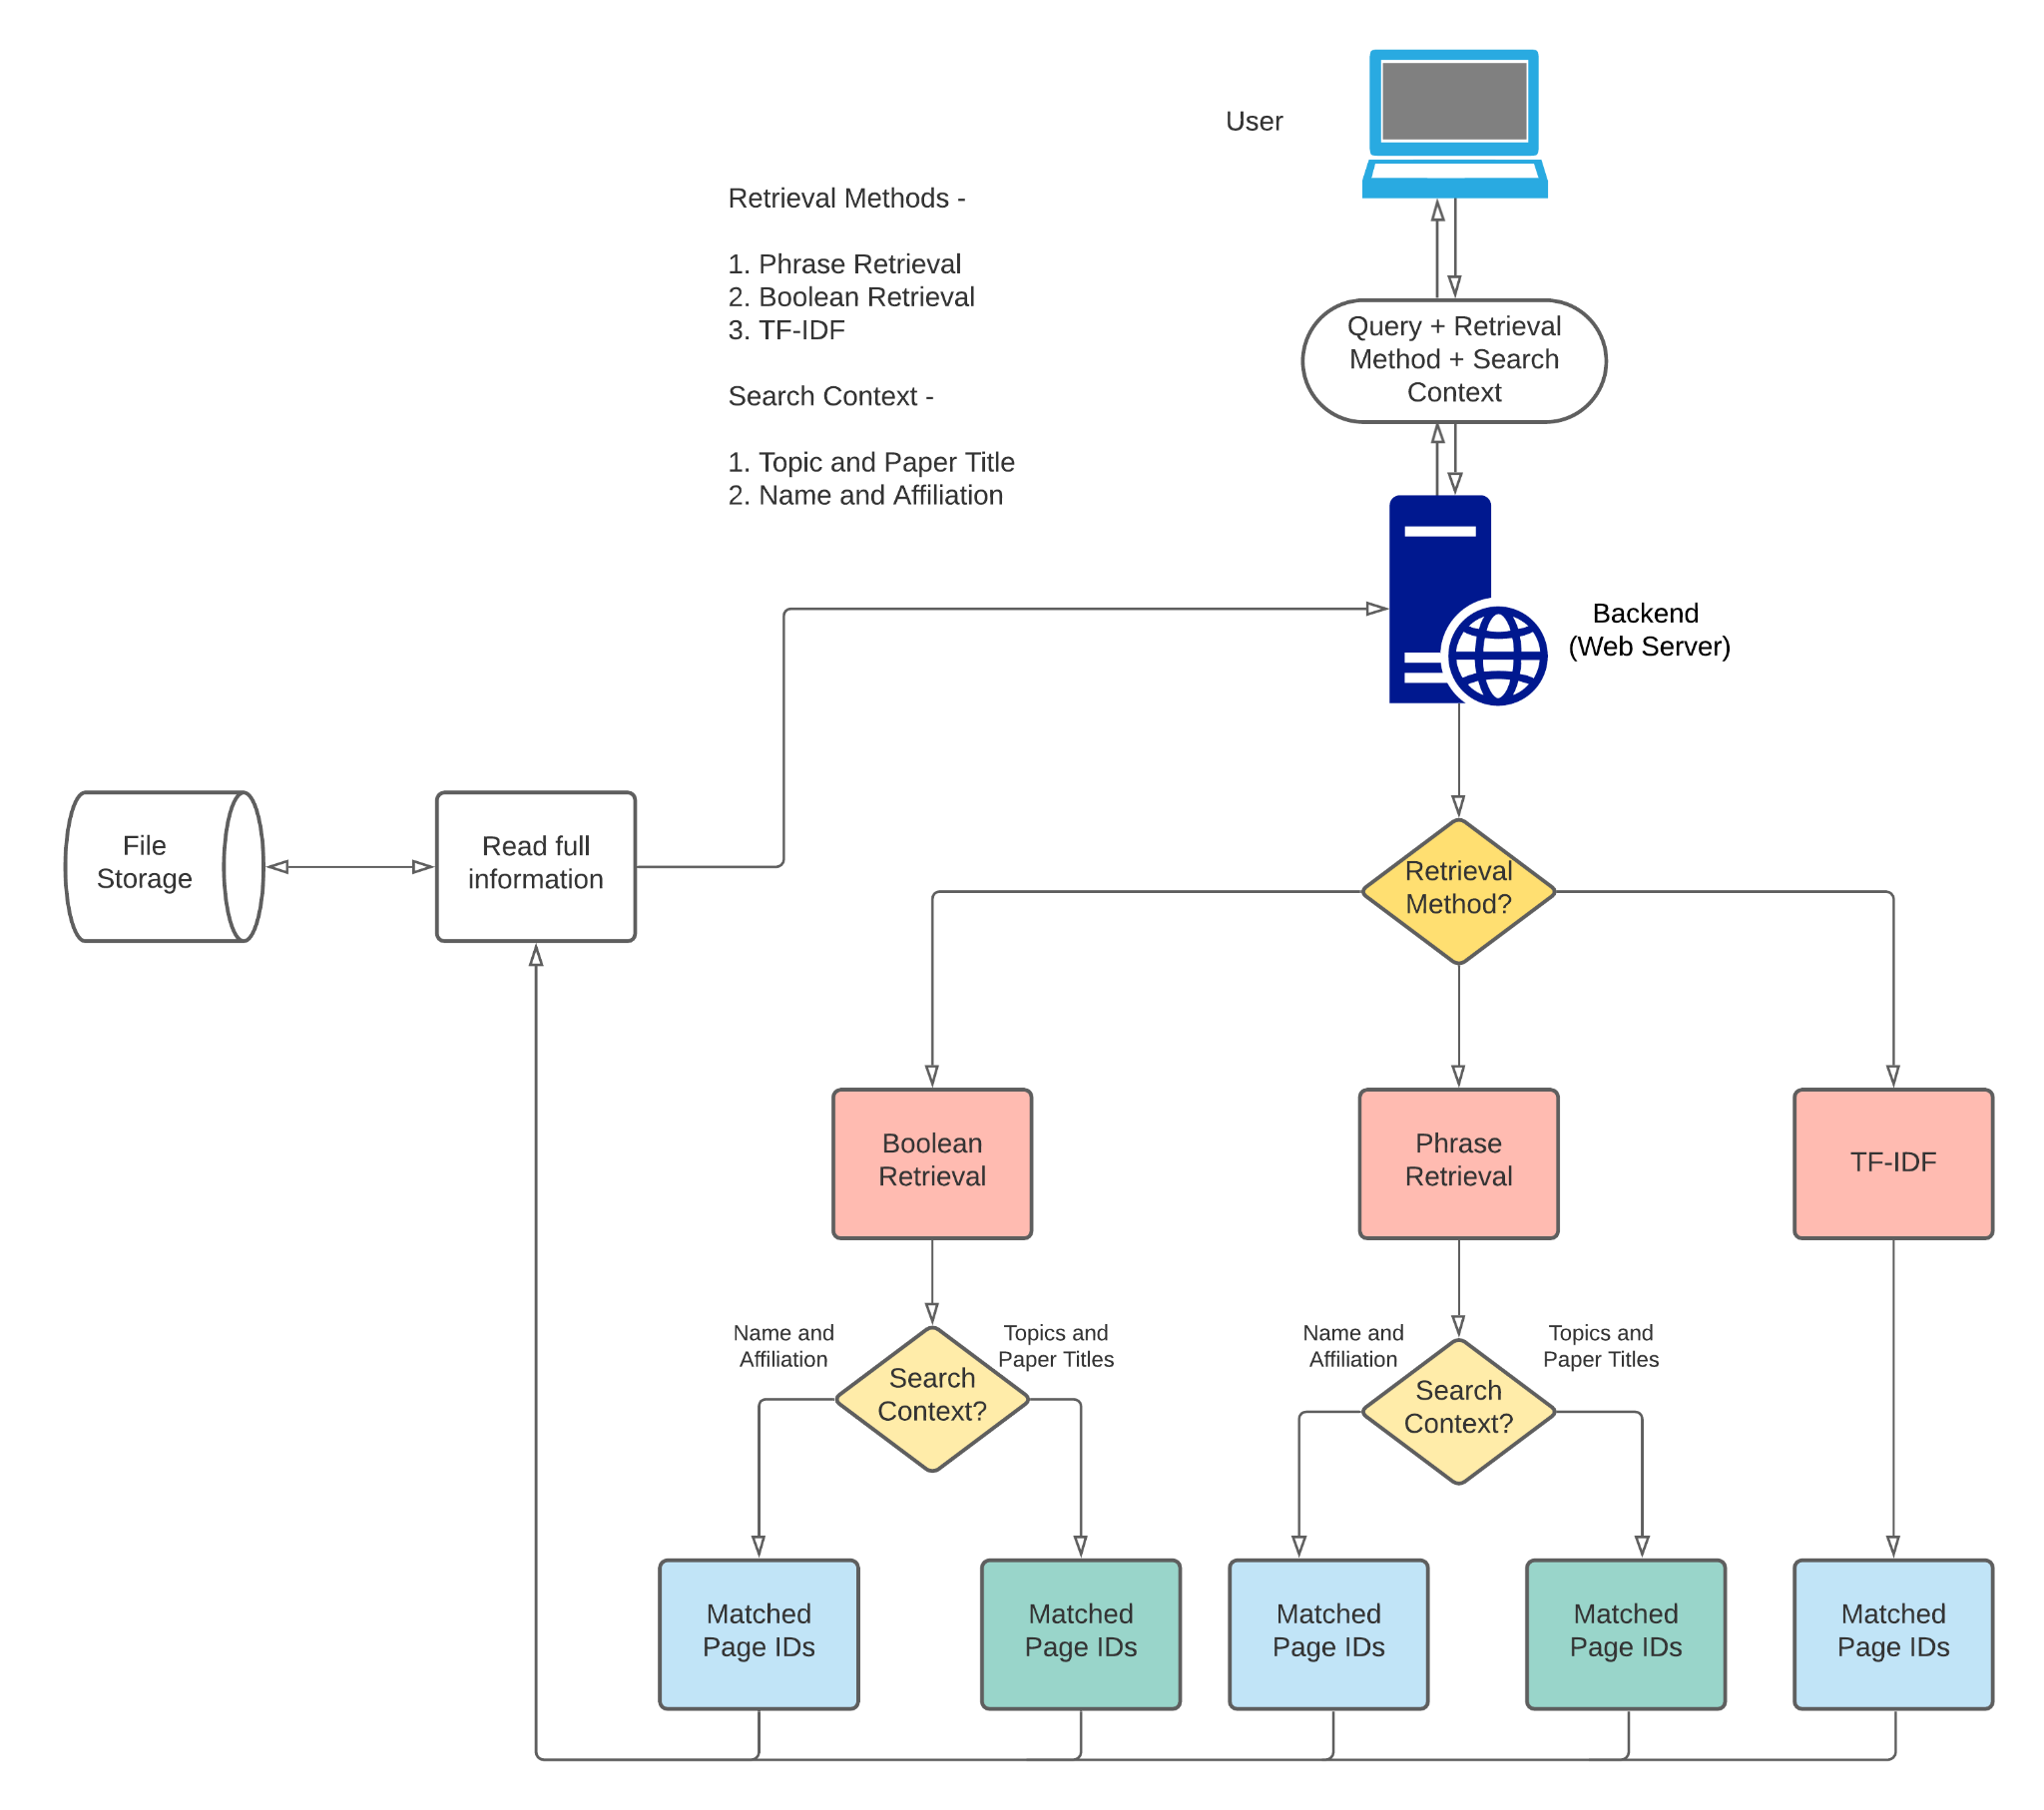 User
Retrieval Methods -
1. Phrase Retrieval
2. Boolean Retrieval
3. TF-IDF
Search Context -
1. Topic and Paper Title
2. Name and Affiliation
Query + Retrieval
Method + Search
Context
Backend
(Web Server)
File
Storage
Read full
information
Retrieval
Method?
Boolean
Retrieval
Phrase
Retrieval
TF-IDF
Name and
Affiliation
Search
Context?
Topics and
Paper Titles
Name and
Affiliation
Search
Context?
Topics and
Paper Titles
Matched
Page IDs
Matched
Page IDs
Matched
Page IDs
Matched
Page IDs
Matched
Page IDs